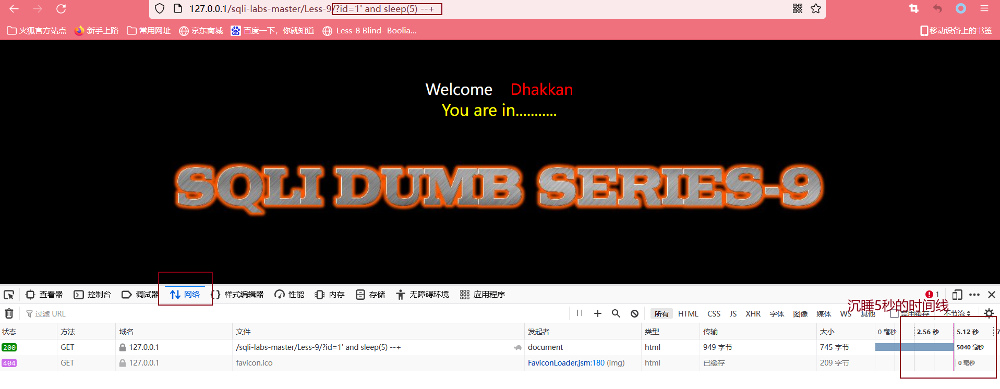 127.0.0.1/sqli-labs-master/Less-9/?id=1' and sleep(5) --+
火狐官方站点 新手上路 常用网址 京东商城 百度一下，你就知道 Less-8 Blind- Boolia... 移动设备上的书签
Welcome Dhakkan
You are in...........
SQLI DUMB SERIES-9
查看器 控制台 调试器 网络 样式编辑器 性能 内存 存储 无障碍环境 应用程序 1
沉睡5秒的时间线
过滤 URL 所有 HTML CSS JS XHR 字体 图像 媒体 WS 其他 禁用缓存 不节流
状态 方法 域名 文件 发起者 类型 传输 大小 0 毫秒 2.56 秒 5.12 秒 7
200 GET 127.0.0.1 /sqli-labs-master/Less-9/?id=1' and sleep(5) --+ document html 949 字节 745 字节 5040 毫秒
404 GET 127.0.0.1 favicon.ico FaviconLoader.jsm:180 (img) html 已缓存 209 字节 0 毫秒